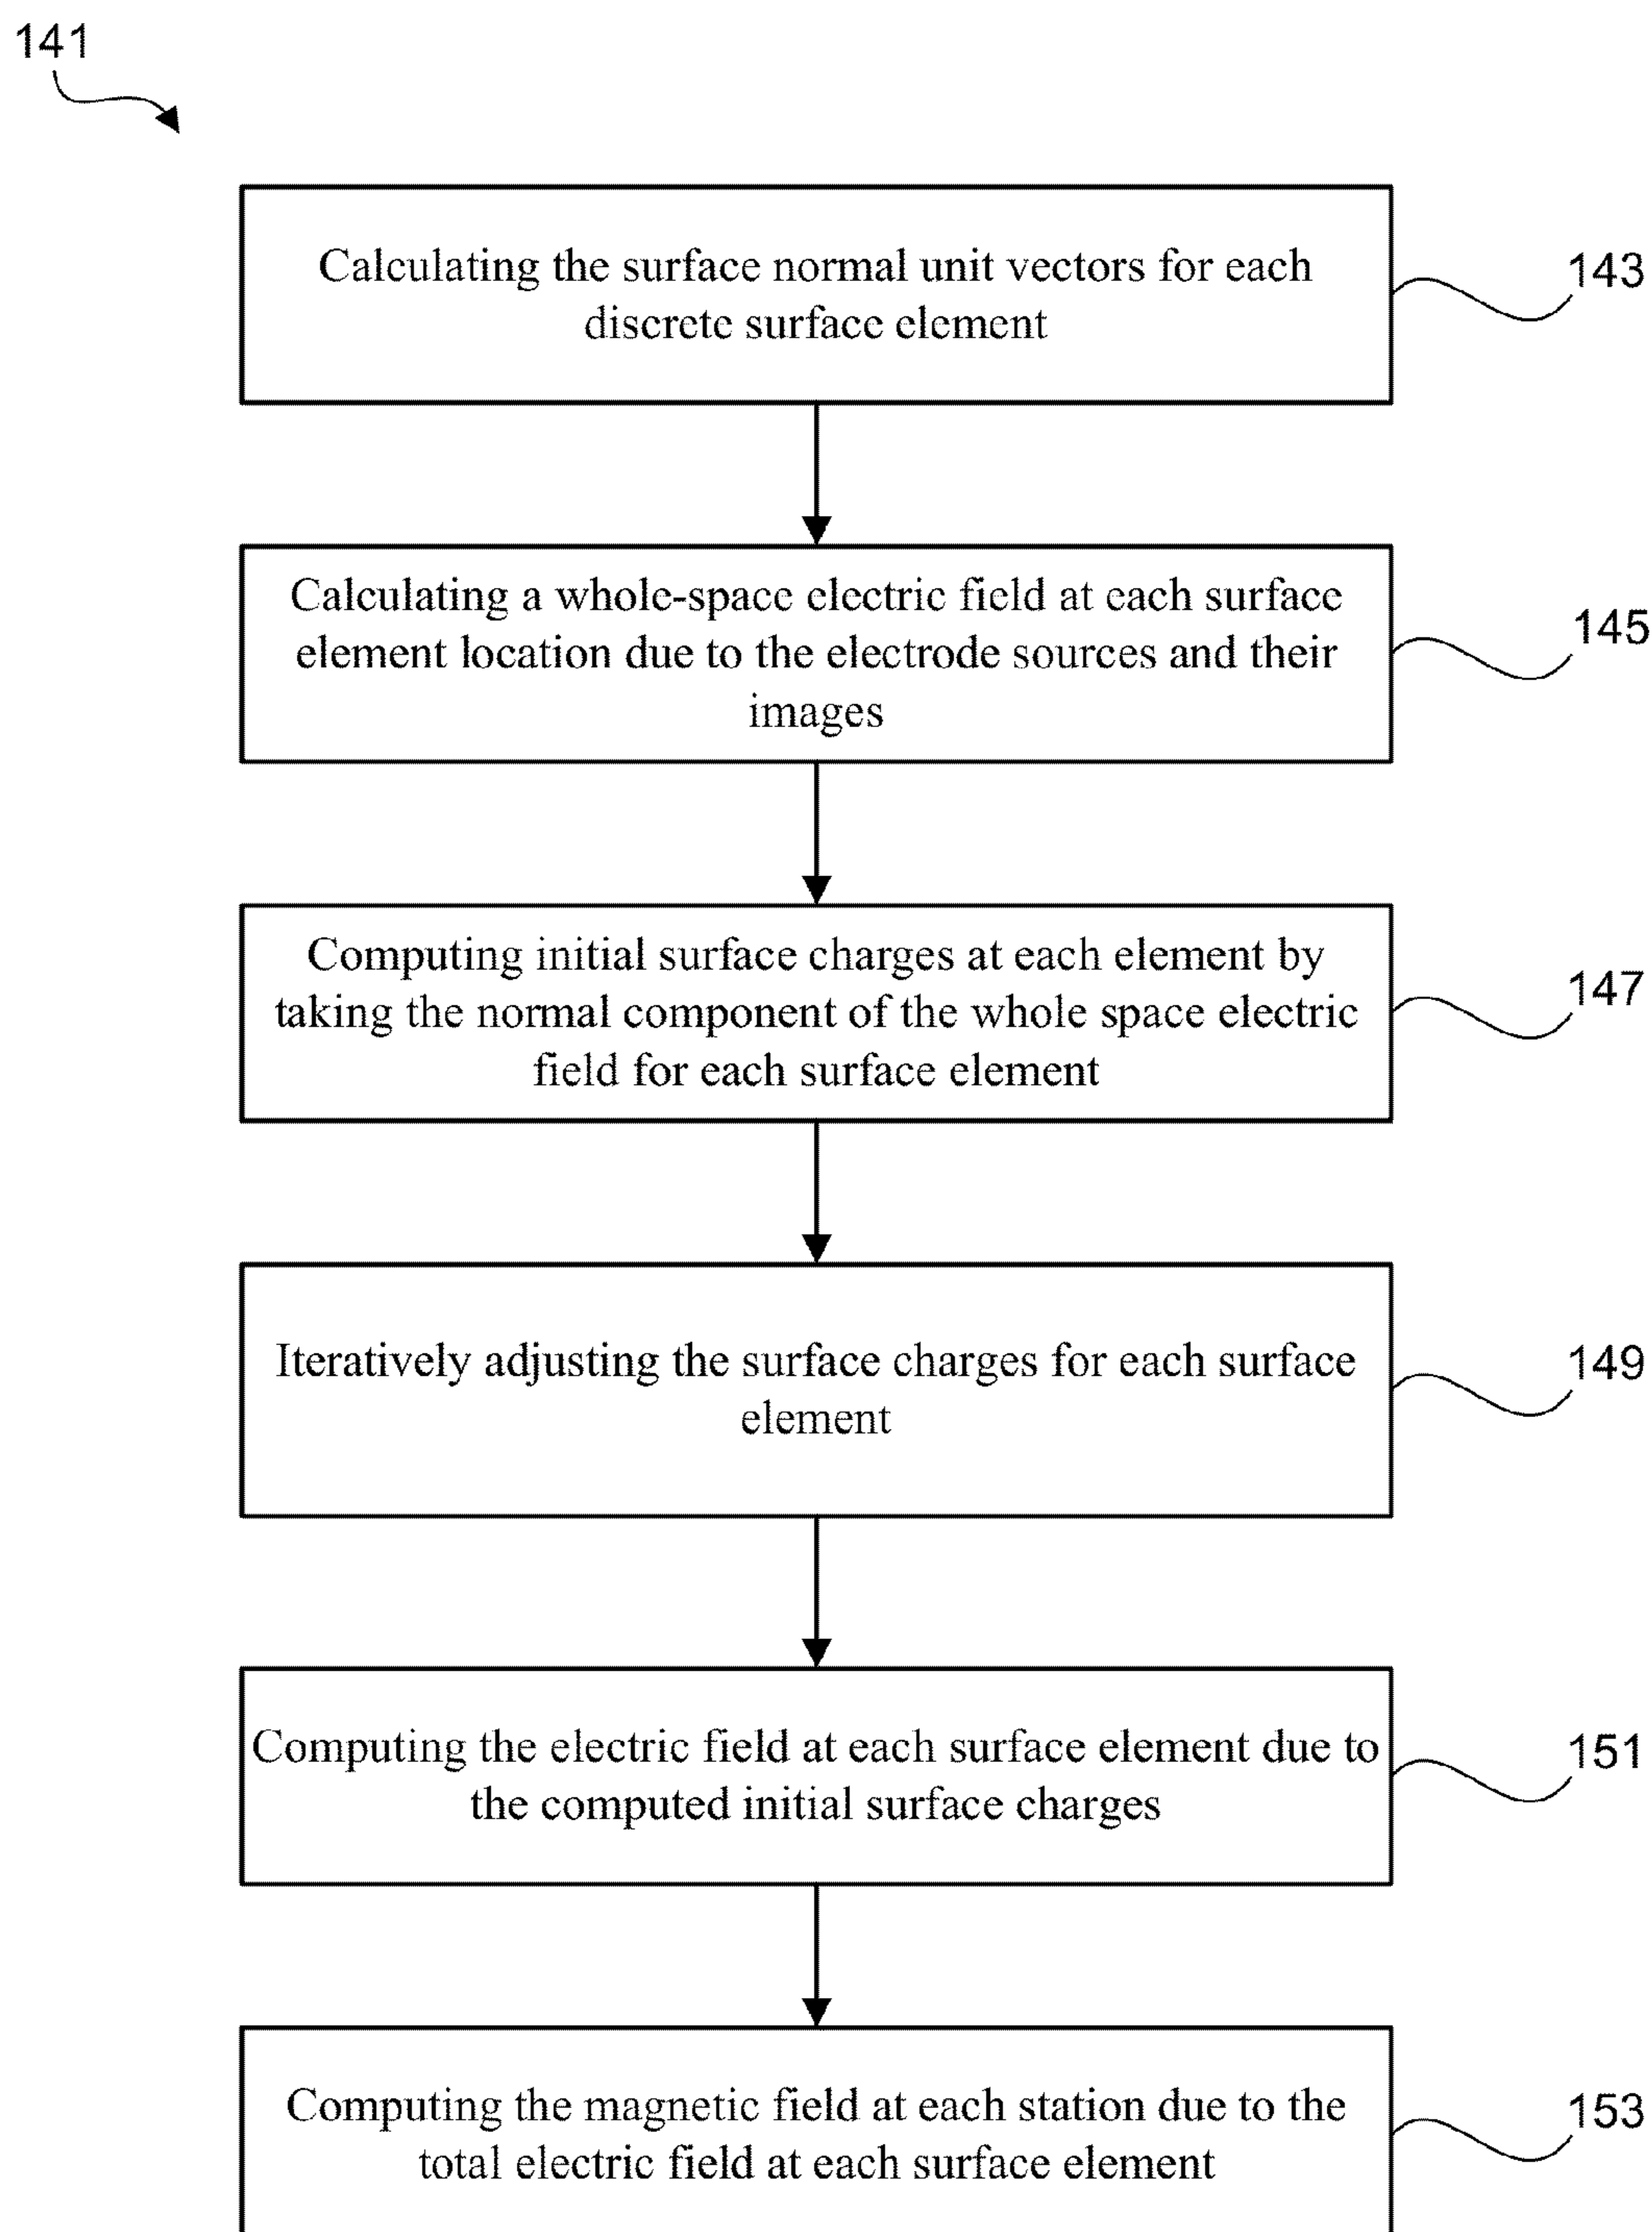 141
Calculating the surface normal unit vectors for each
discrete surface element
143
Calculating a whole-space electric field at each surface
element location due to the electrode sources and their
images
145
Computing initial surface charges at each element by
taking the normal component of the whole space electric
field for each surface element
147
Iteratively adjusting the surface charges for each surface
element
149
Computing the electric field at each surface element due to
the computed initial surface charges
151
Computing the magnetic field at each station due to the
total electric field at each surface element
153